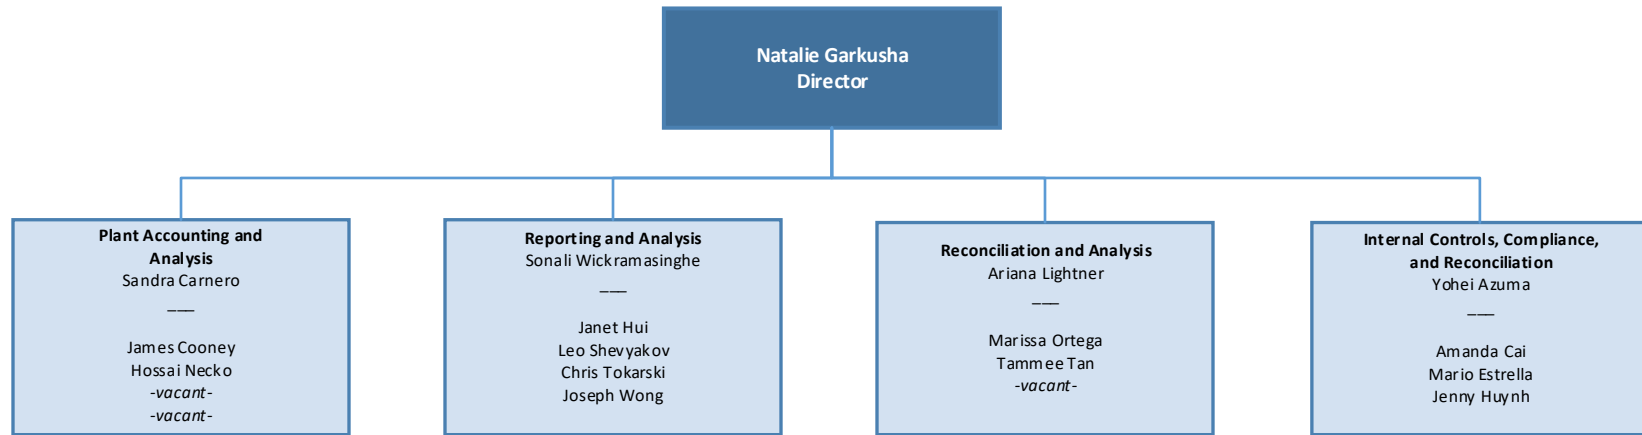 Natalie Garkusha
Director
Plant Accounting and
Analysis
Sandra Carnero
___
James Cooney
Hossai Necko
-vacant-
-vacant-
Reporting and Analysis
Sonali Wickramasinghe
___
Janet Hui
Leo Shevyakov
Chris Tokarski
Joseph Wong
Reconciliation and Analysis
Ariana Lightner
___
Marissa Ortega
Tammee Tan
-vacant-
Internal Controls, Compliance,
and Reconciliation
Yohei Azuma
___
Amanda Cai
Mario Estrella
Jenny Huynh